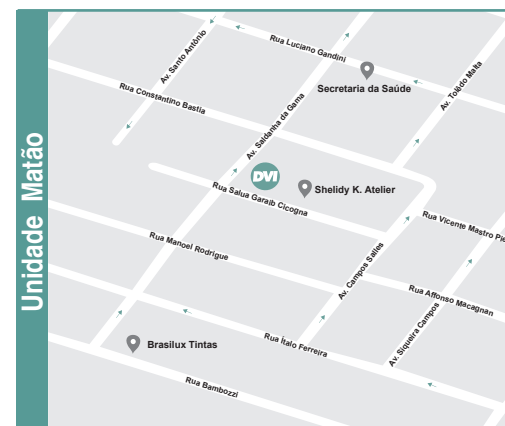 Unidade Matão
Rua Luciano Gandini
Av. Santo Antônio
Secretaria da Saúde
Av. Tolêdo Malta
Rua Constantino Bastia
Av. Saldanha da Gama
DVI
Shelidy K. Atelier
Rua Salua Garaib Cicogna
Rua Vicente Mastro Pie
Rua Manoel Rodrigue
Av. Campos Salles
Rua Affonso Macagnan
Av. Siqueira Campos
Rua Ítalo Ferreira
Brasilux Tintas
Rua Bambozzi